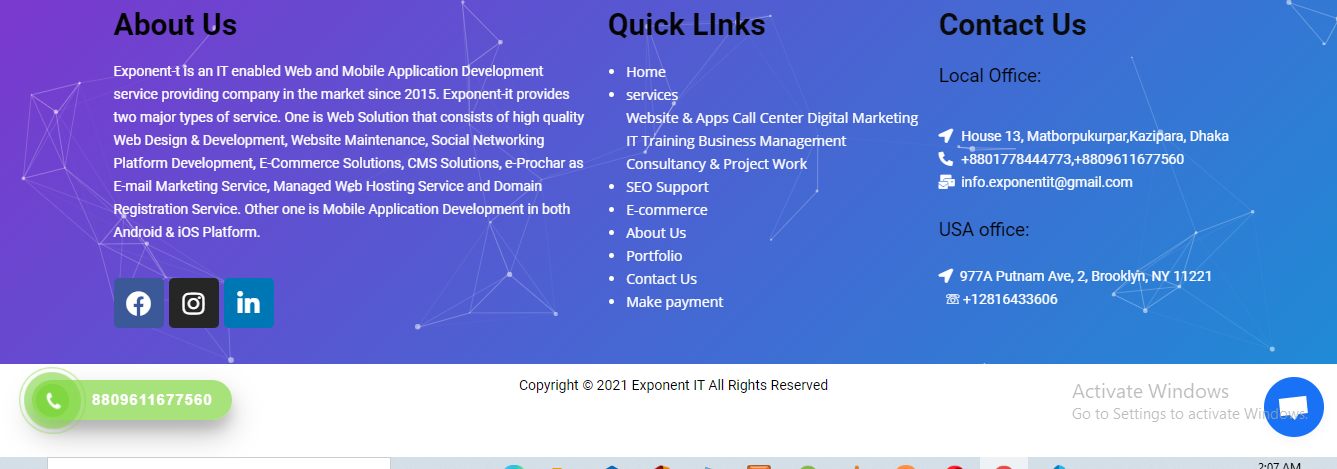 About Us
Exponent-t is an IT enabled Web and Mobile Application Development
service providing company in the market since 2015. Exponent-it provides
two major types of service. One is Web Solution that consists of high quality
Web Design & Development, Website Maintenance, Social Networking
Platform Development, E-Commerce Solutions, CMS Solutions, e-Prochar as
E-mail Marketing Service, Managed Web Hosting Service and Domain
Registration Service. Other one is Mobile Application Development in both
Android & iOS Platform.
Quick LInks
Home
services
Website & Apps Call Center Digital Marketing
IT Training Business Management
Consultancy & Project Work
SEO Support
E-commerce
About Us
Portfolio
Contact Us
Make payment
Contact Us
Local Office:
House 13, Matborpukurpar,Kazipara, Dhaka
+8801778444773,+8809611677560
info.exponentit@gmail.com
USA office:
977A Putnam Ave, 2, Brooklyn, NY 11221
☏ +12816433606
8809611677560
Copyright © 2021 Exponent IT All Rights Reserved
Activate Windows
Go to Settings to activate Windows.
2:07 AM